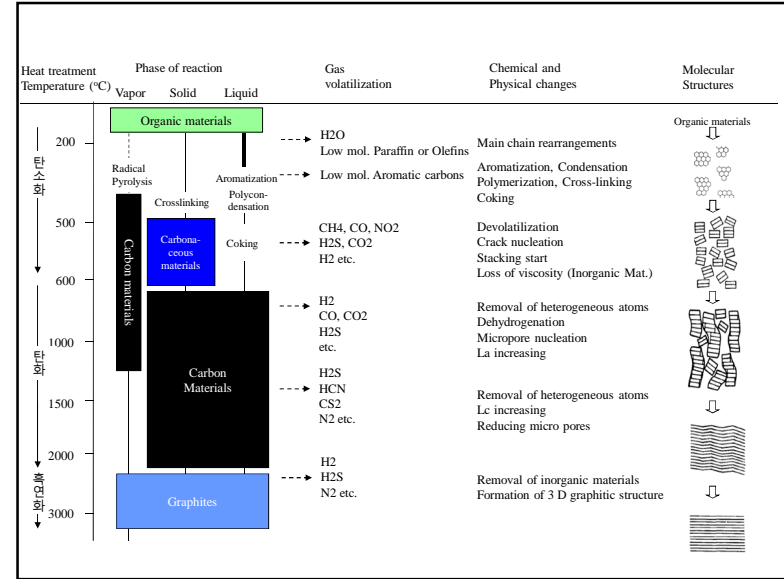 Heat treatment
Temperature (°C)
Phase of reaction
Vapor
Solid
Liquid
Gas
volatilization
Chemical and
Physical changes
Molecular
Structures
탄소화
탄화
흑연화
200
500
600
1000
1500
2000
3000
Organic materials
Radical
Pyrolysis
Crosslinking
Aromatization
Polycon-
densation
Coking
Carbon materials
Carbona-
ceous
materials
Carbon
Materials
Graphites
H2O
Low mol. Paraffin or Olefins
Low mol. Aromatic carbons
CH4, CO, NO2
H2S, CO2
H2 etc.
H2
CO, CO2
H2S
etc.
H2S
HCN
CS2
N2 etc.
H2
H2S
N2 etc.
Main chain rearrangements
Aromatization, Condensation
Polymerization, Cross-linking
Coking
Devolatilization
Crack nucleation
Stacking start
Loss of viscosity (Inorganic Mat.)
Removal of heterogeneous atoms
Dehydrogenation
Micropore nucleation
La increasing
Removal of heterogeneous atoms
Lc increasing
Reducing micro pores
Removal of inorganic materials
Formation of 3 D graphitic structure
Organic materials